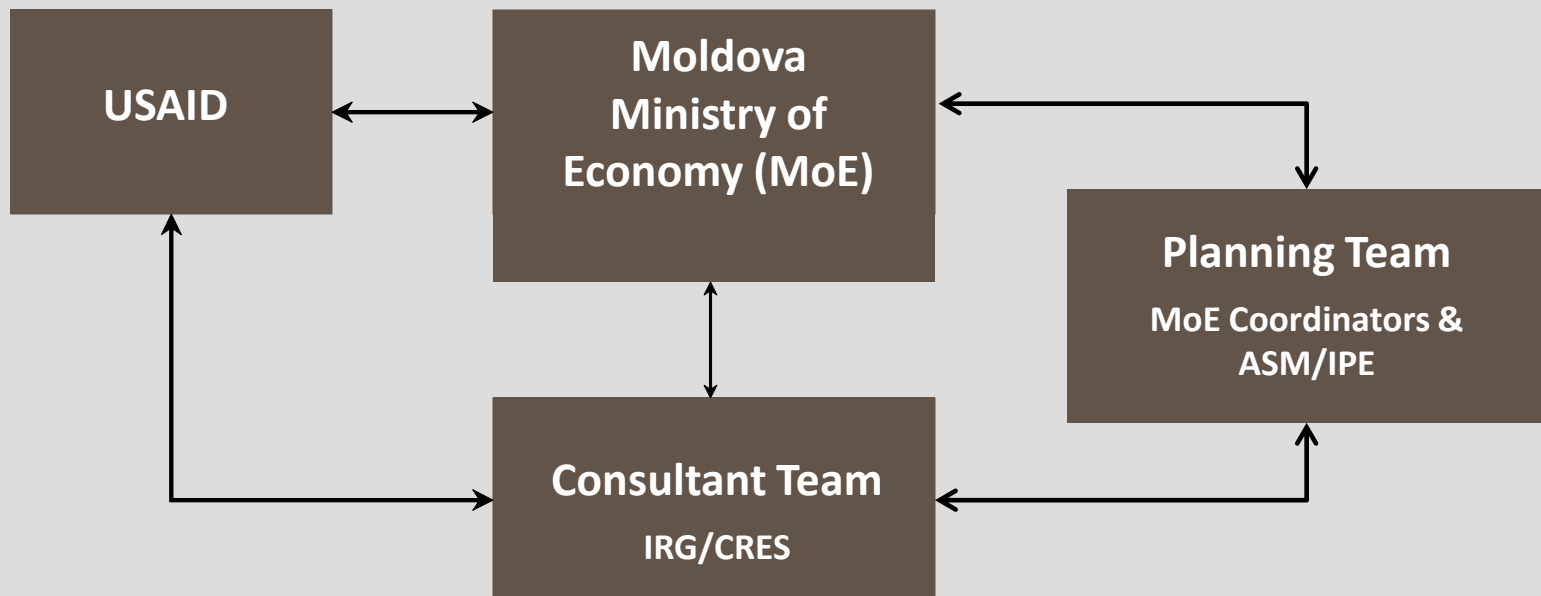 USAID
Moldova
Ministry of
Economy (MoE)
Planning Team
MoE Coordinators &
ASM/IPE
Consultant Team
IRG/CRES